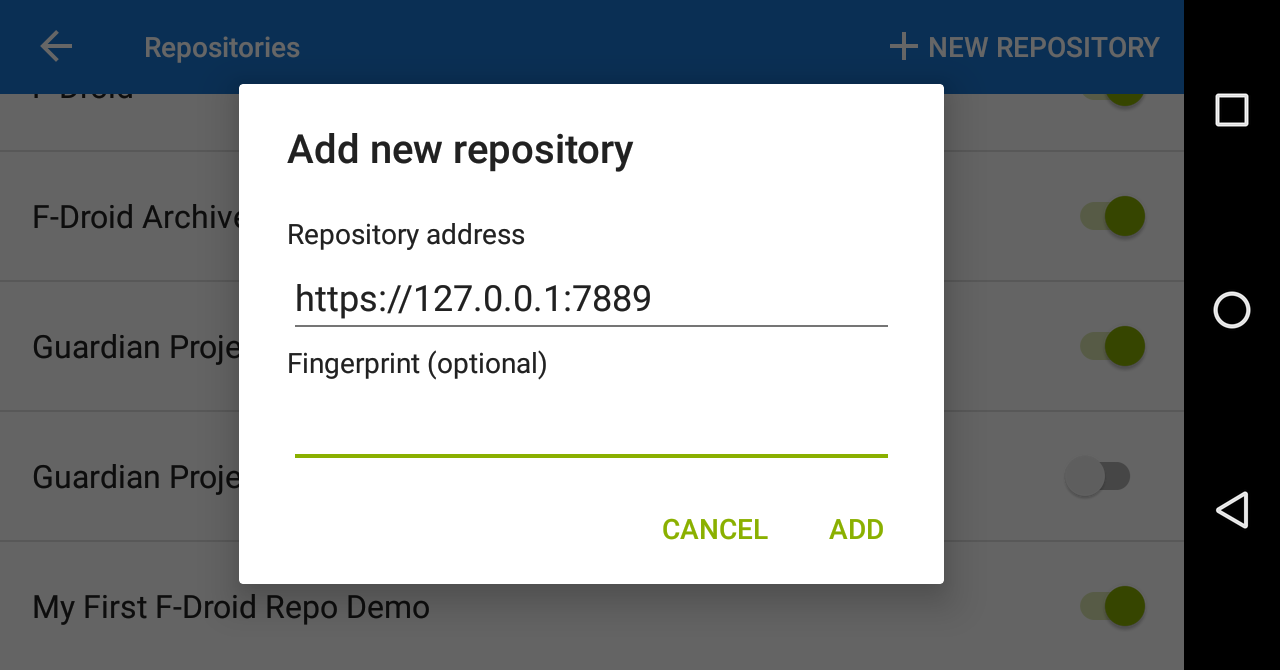 Repositories
NEW REPOSITORY
F-Droid
F-Droid Archive
Guardian Proje
Guardian Proje
My First F-Droid Repo Demo
Add new repository
Repository address
https://127.0.0.1:7889
Fingerprint (optional)
CANCEL ADD